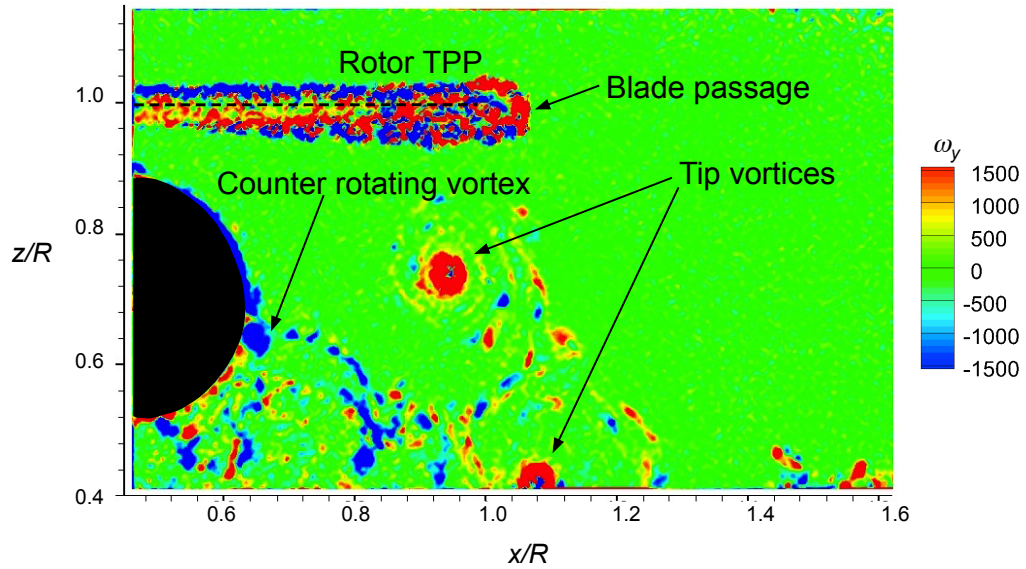 Rotor TPP
Blade passage
Counter rotating vortex
Tip vortices
z/R
1.0
0.8
0.6
0.4
0.6
0.8
1.0
1.2
1.4
1.6
x/R
ω_y
1500
1000
500
0
-500
-1000
-1500